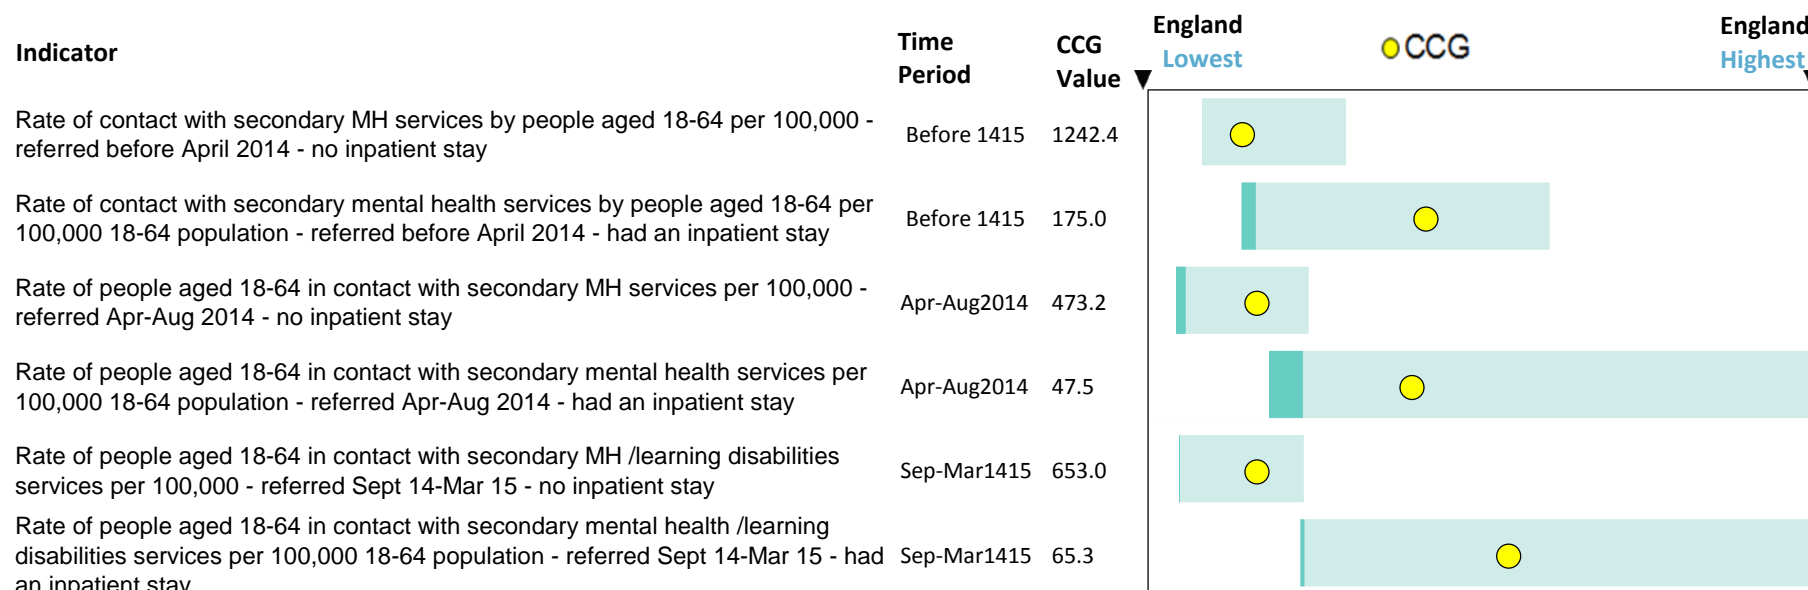 Indicator
Time
Period
CCG
Value
England
Lowest
CCG
England
Highest
Rate of contact with secondary MH services by people aged 18-64 per 100,000 -
referred before April 2014 - no inpatient stay
Before 1415
1242.4
Rate of contact with secondary mental health services by people aged 18-64 per
100,000 18-64 population - referred before April 2014 - had an inpatient stay
Before 1415
175.0
Rate of people aged 18-64 in contact with secondary MH services per 100,000 -
referred Apr-Aug 2014 - no inpatient stay
Apr-Aug2014
473.2
Rate of people aged 18-64 in contact with secondary mental health services per
100,000 18-64 population - referred Apr-Aug 2014 - had an inpatient stay
Apr-Aug2014
47.5
Rate of people aged 18-64 in contact with secondary MH /learning disabilities
services per 100,000 - referred Sept 14-Mar 15 - no inpatient stay
Sep-Mar1415
653.0
Rate of people aged 18-64 in contact with secondary mental health /learning
disabilities services per 100,000 18-64 population - referred Sept 14-Mar 15 - had
an inpatient stay
Sep-Mar1415
65.3